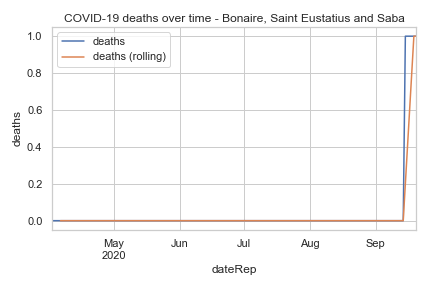 COVID-19 deaths over time - Bonaire, Saint Eustatius and Saba
deaths
deaths (rolling)
deaths
1.0
0.8
0.6
0.4
0.2
0.0
May Jun Jul Aug Sep
2020
dateRep